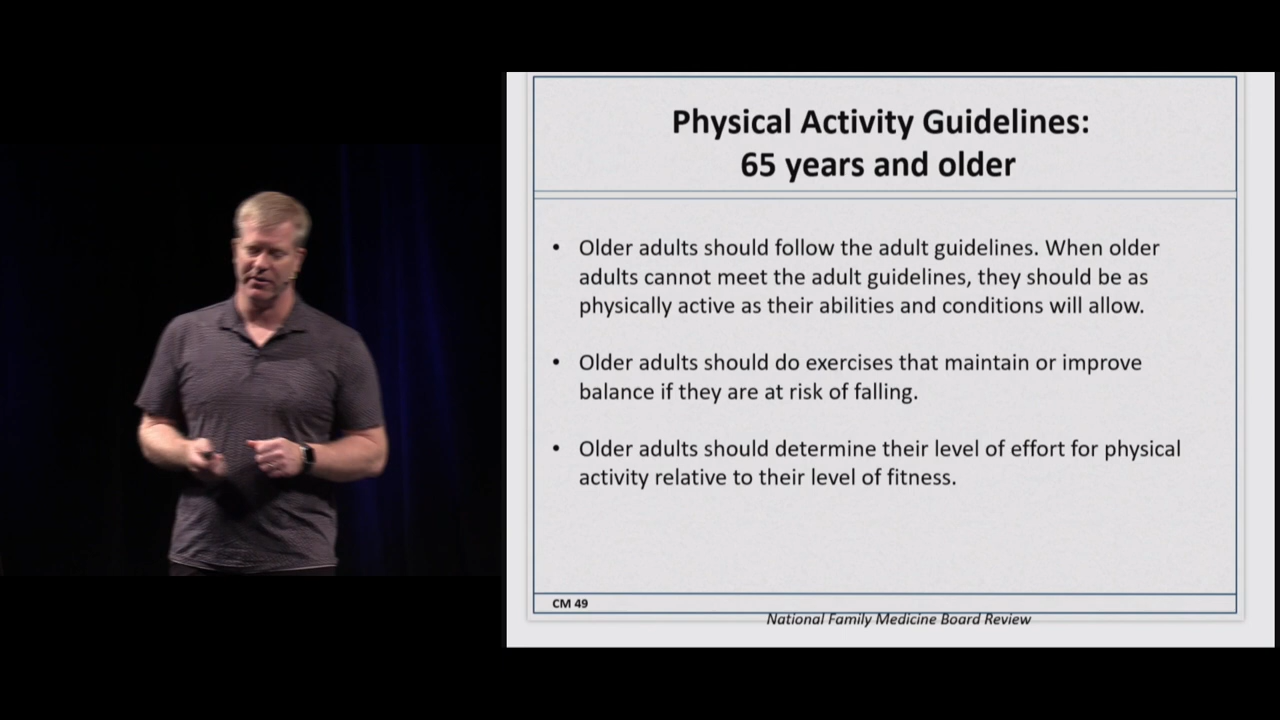 Physical Activity Guidelines:
65 years and older
• Older adults should follow the adult guidelines. When older
adults cannot meet the adult guidelines, they should be as
physically active as their abilities and conditions will allow.
• Older adults should do exercises that maintain or improve
balance if they are at risk of falling.
• Older adults should determine their level of effort for physical
activity relative to their level of fitness.
CM 49
National Family Medicine Board Review